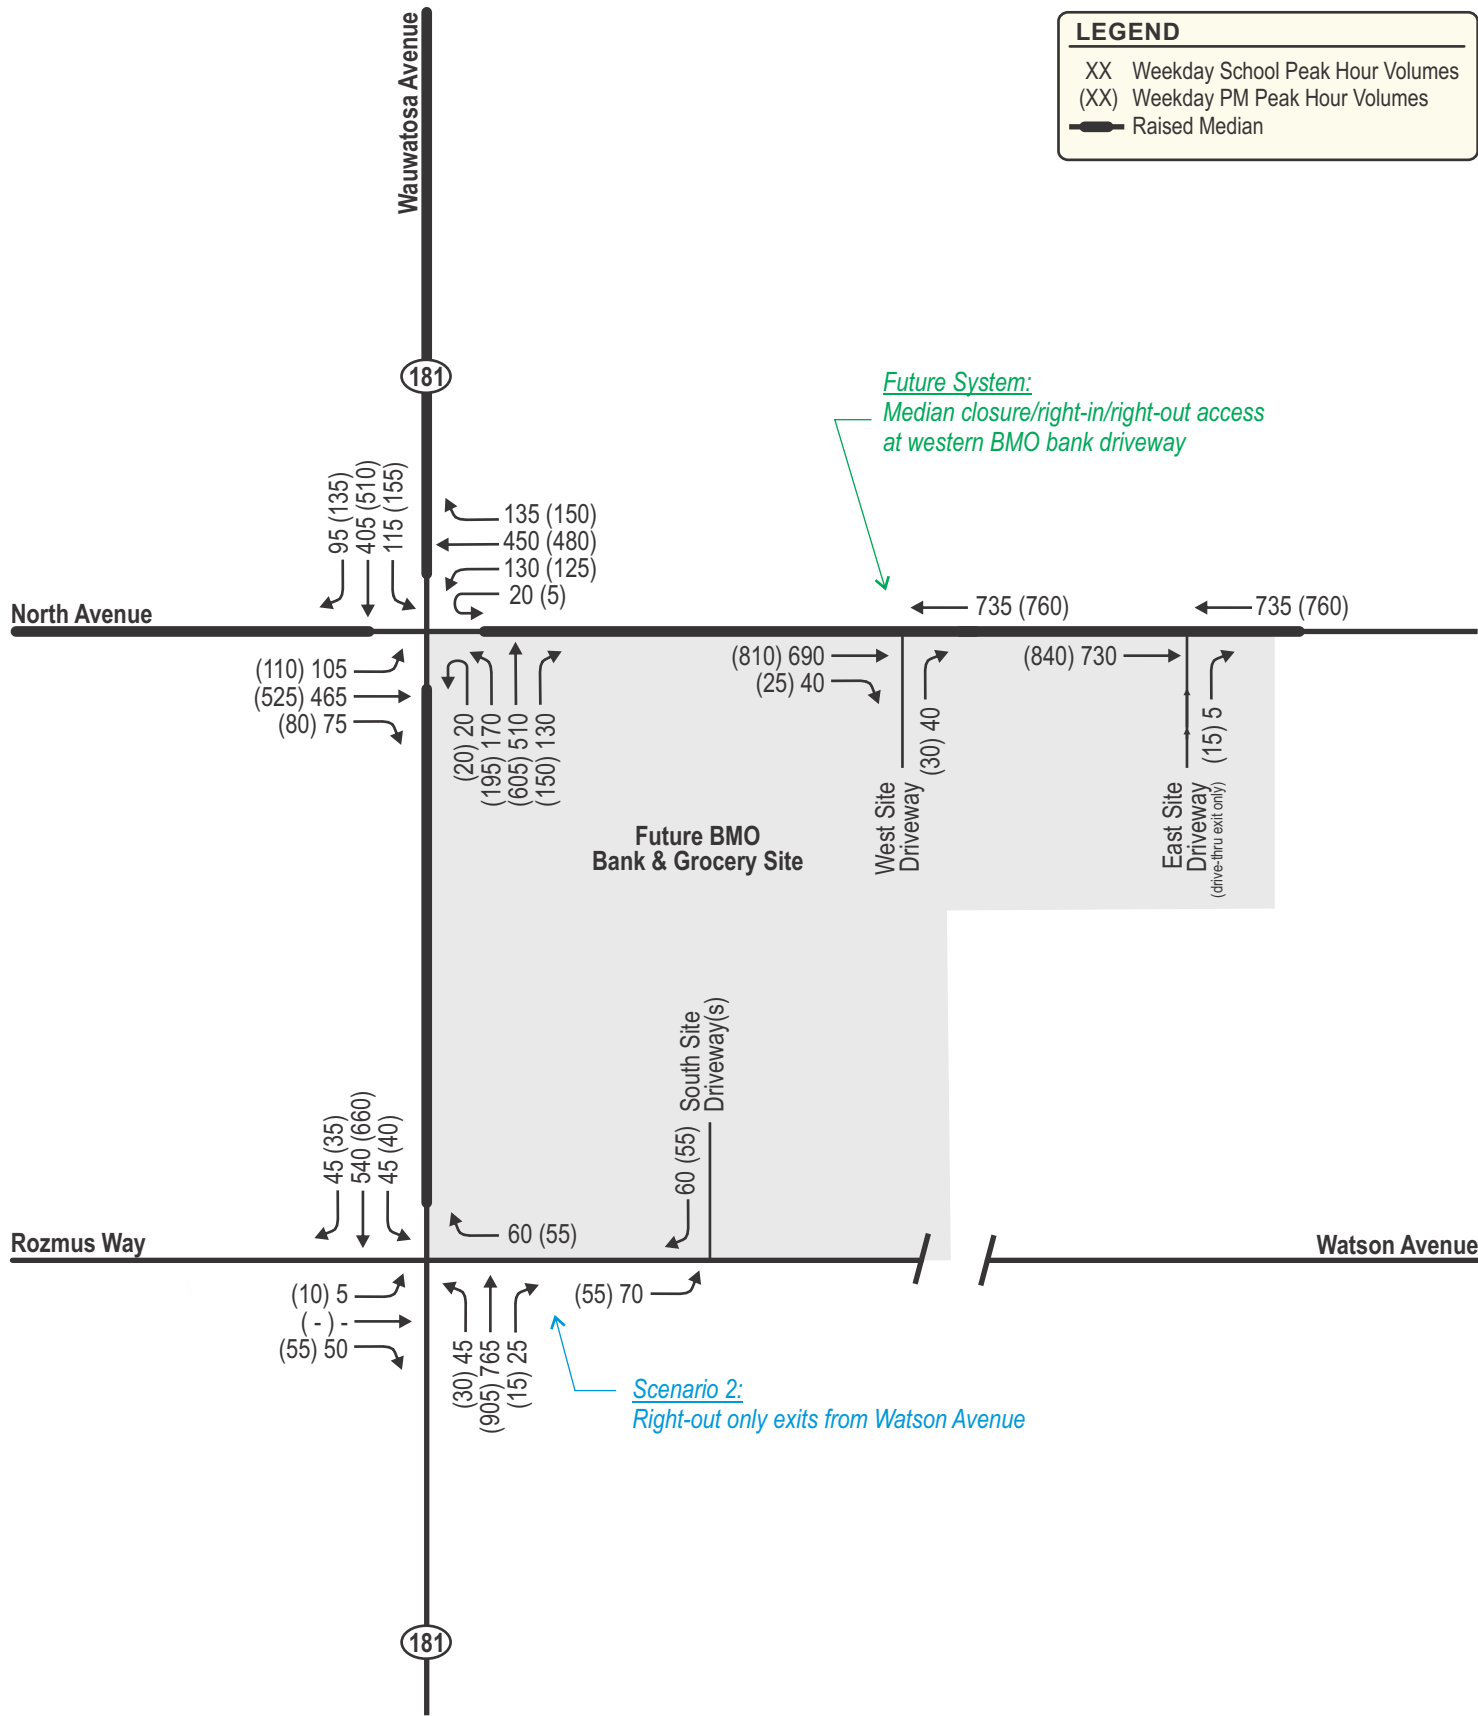 LEGEND
XX Weekday School Peak Hour Volumes
(XX) Weekday PM Peak Hour Volumes
Raised Median
Wauwatosa Avenue
181
Future System:
Median closure/right-in/right-out access
at western BMO bank driveway
95 (135)
405 (510)
115 (155)
135 (150)
450 (480)
130 (125)
20 (5)
North Avenue
735 (760)
735 (760)
(110) 105
(525) 465
(80) 75
(20) 20
(195) 170
(605) 510
(150) 130
(810) 690
(25) 40
(30) 40
(840) 730
(15) 5
West Site
Driveway
East Site
Driveway
(drive-thru exit only)
Future BMO
Bank & Grocery Site
South Site
Driveway(s)
45 (35)
540 (660)
45 (40)
60 (55)
60 (55)
Rozmus Way
Watson Avenue
(10) 5
( - ) -
(55) 50
(30) 45
(905) 765
(15) 25
(55) 70
Scenario 2:
Right-out only exits from Watson Avenue
181